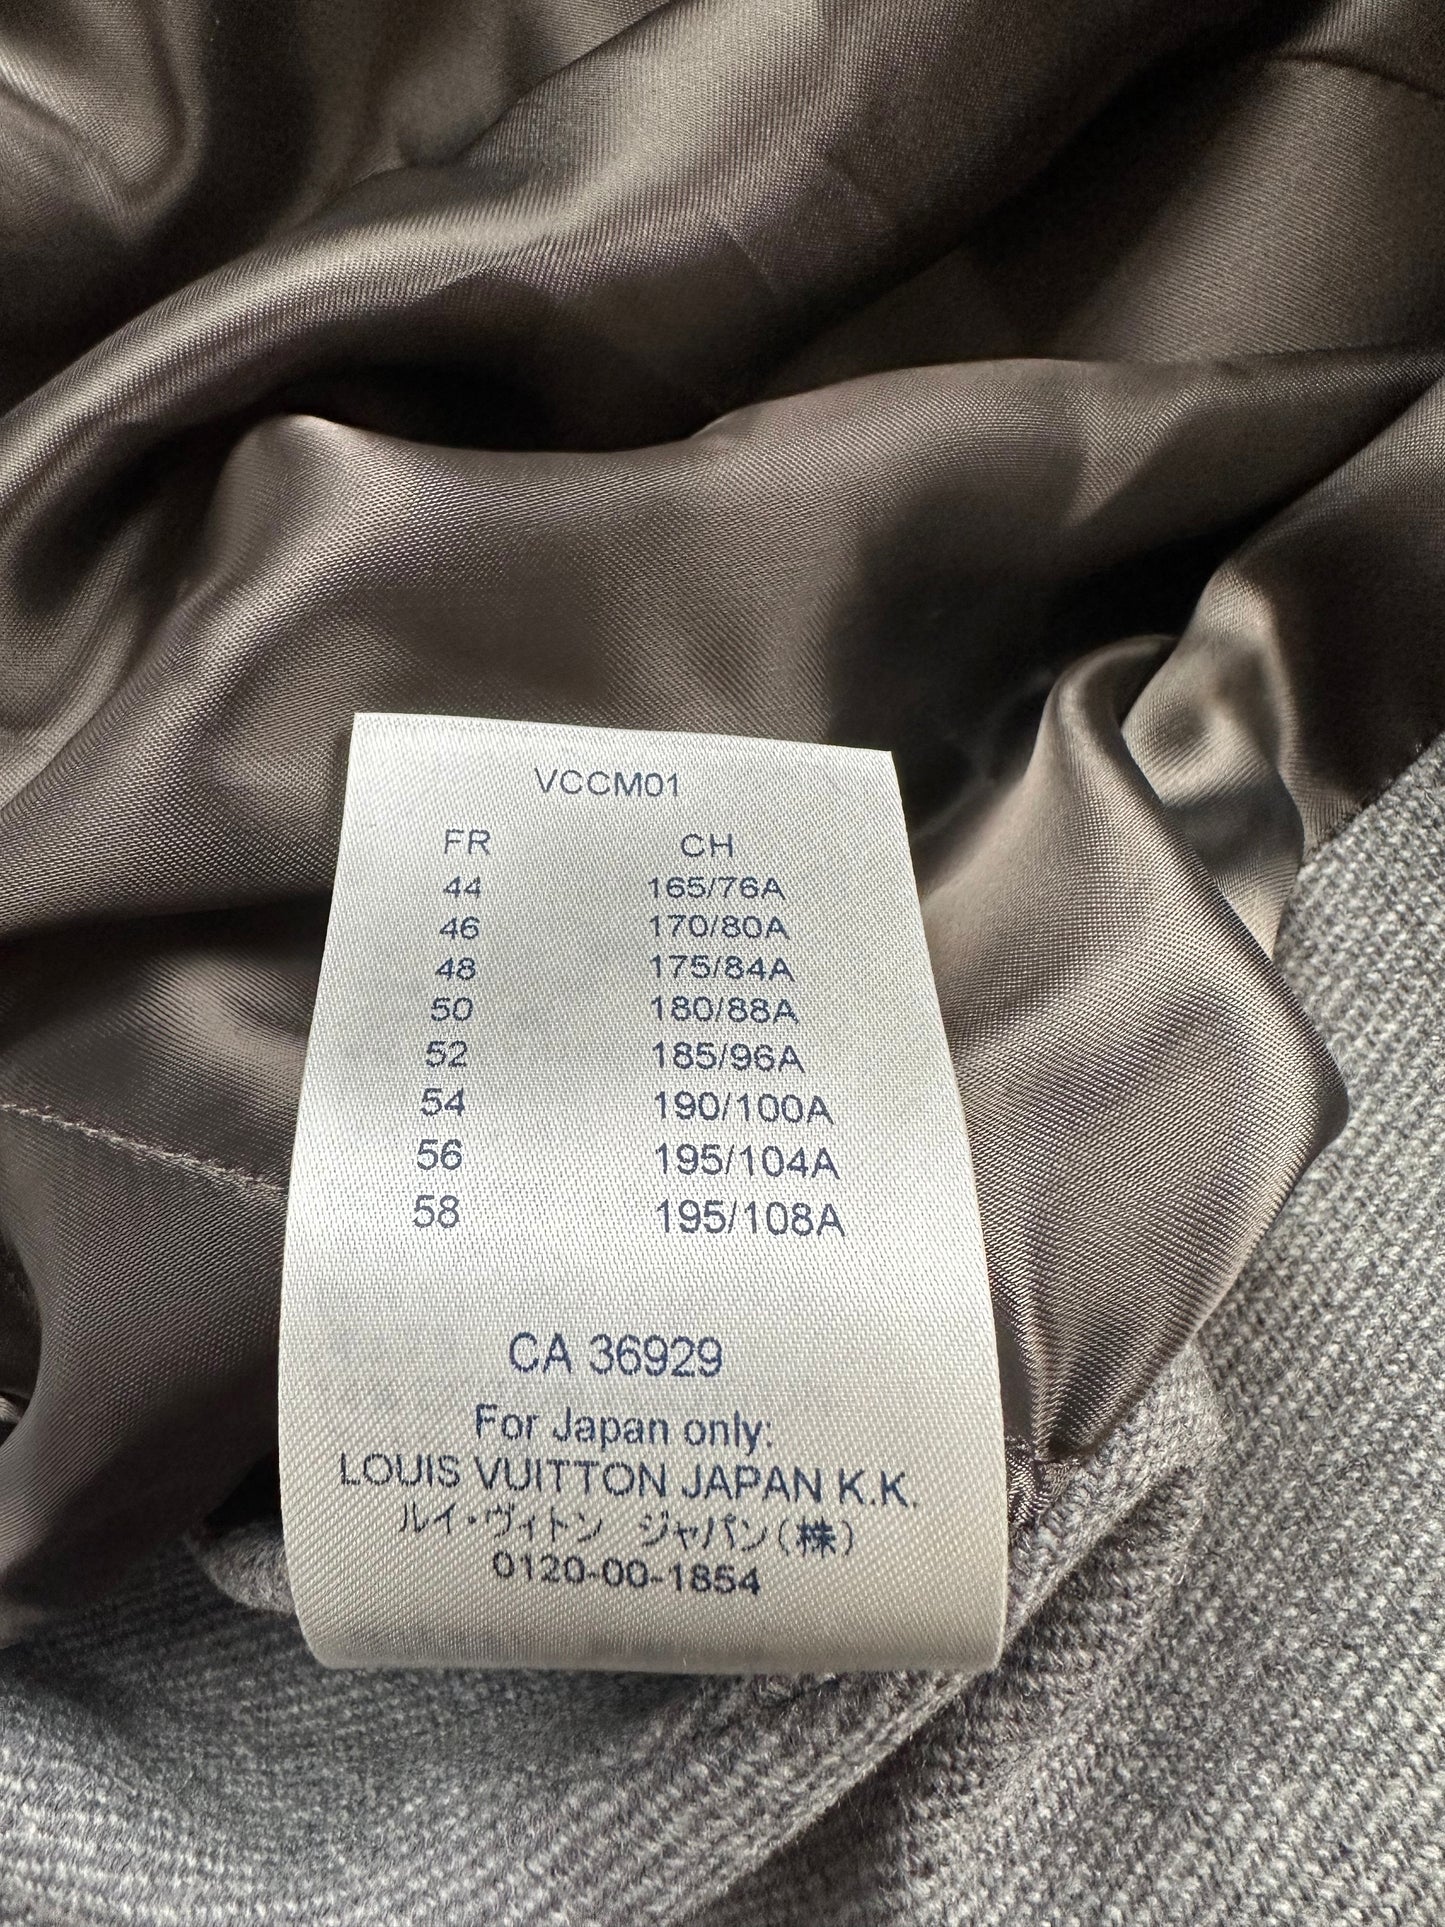 VCCM01
FR CH
44 165/76A
46 170/80A
48 175/84A
50 180/88A
52 185/96A
54 190/100A
56 195/104A
58 195/108A
CA 36929
For Japan only:
LOUIS VUITTON JAPAN K.K.
ルイ・ヴィトン ジャパン(株)
0120-00-1854